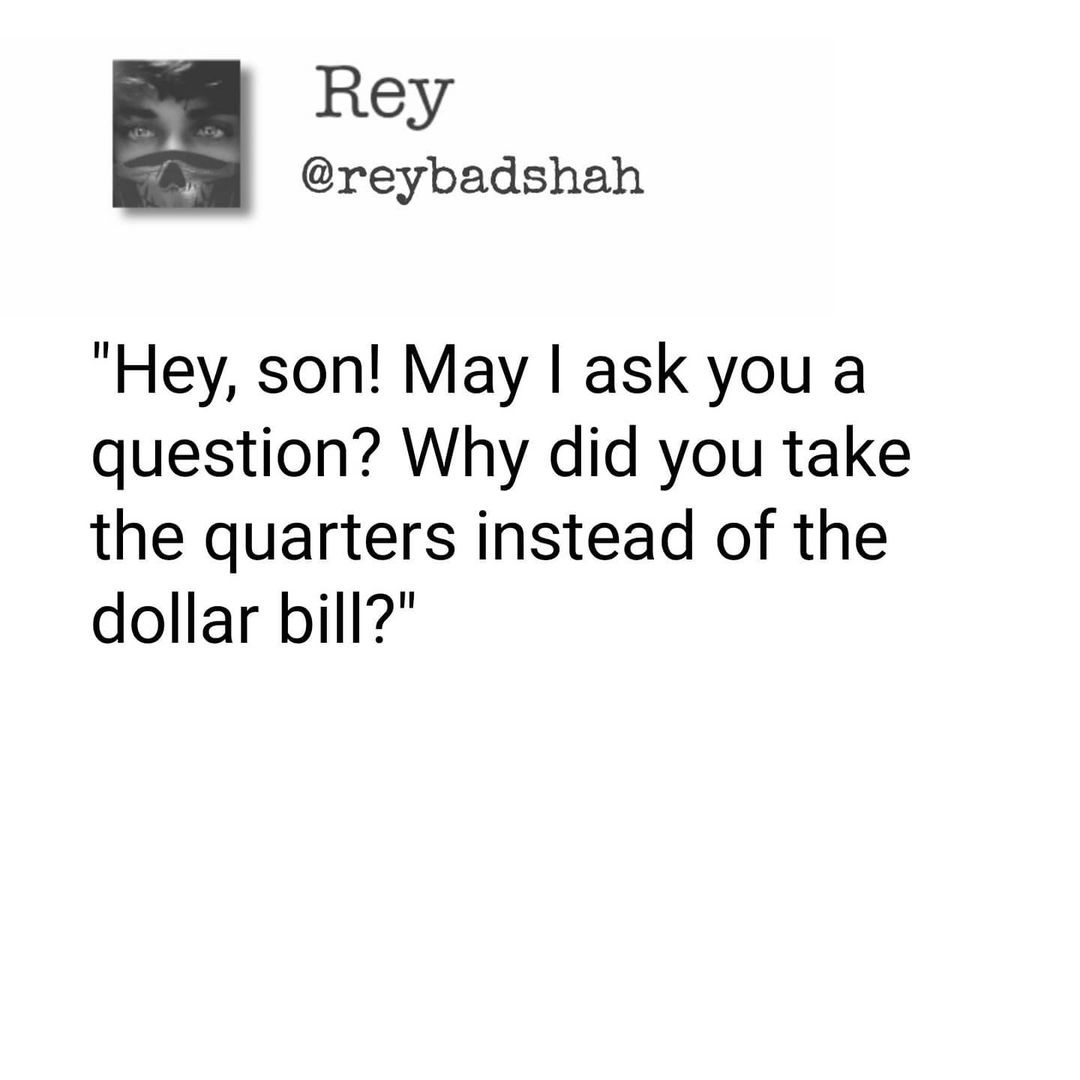 Rey
@reybadshah
"Hey, son! May I ask you a
question? Why did you take
the quarters instead of the
dollar bill?"